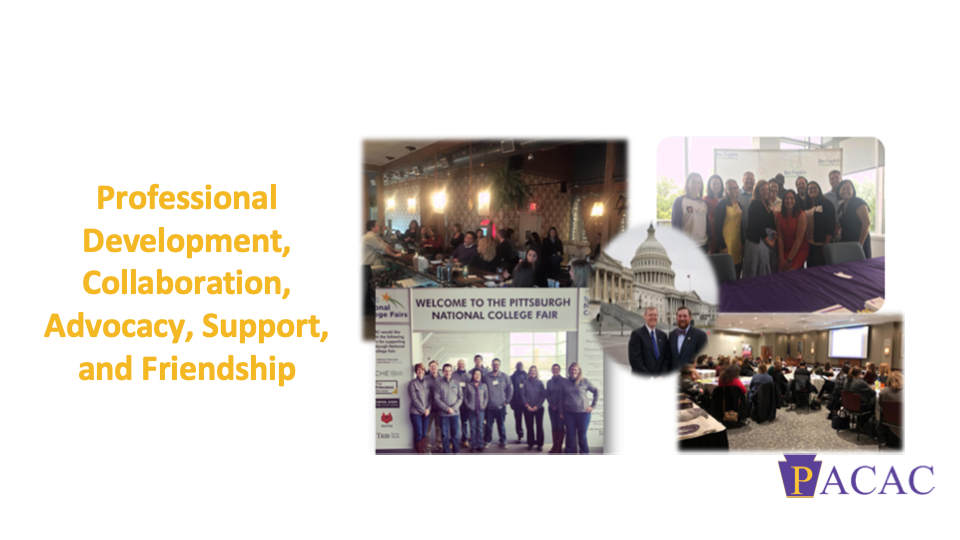 Professional
Development,
Collaboration,
Advocacy, Support,
and Friendship
WELCOME TO THE PITTSBURGH
NATIONAL COLLEGE FAIR
PACAC